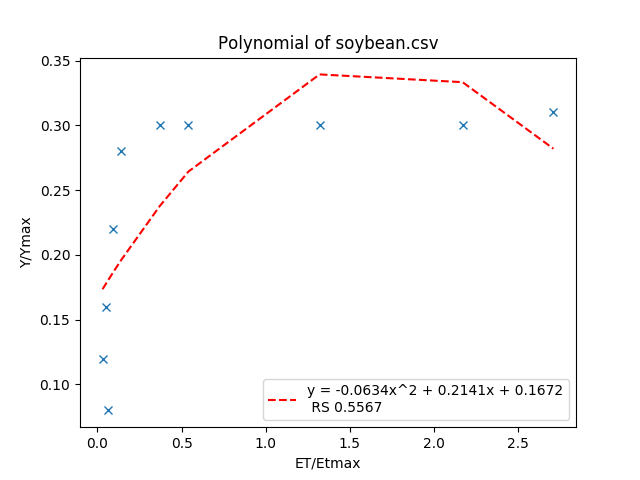 Polynomial of soybean.csv
0.35
0.30
0.25
0.20
0.15
0.10
Y/Ymax
y = -0.0634x^2 + 0.2141x + 0.1672
RS 0.5567
0.0 0.5 1.0 1.5 2.0 2.5
ET/Etmax